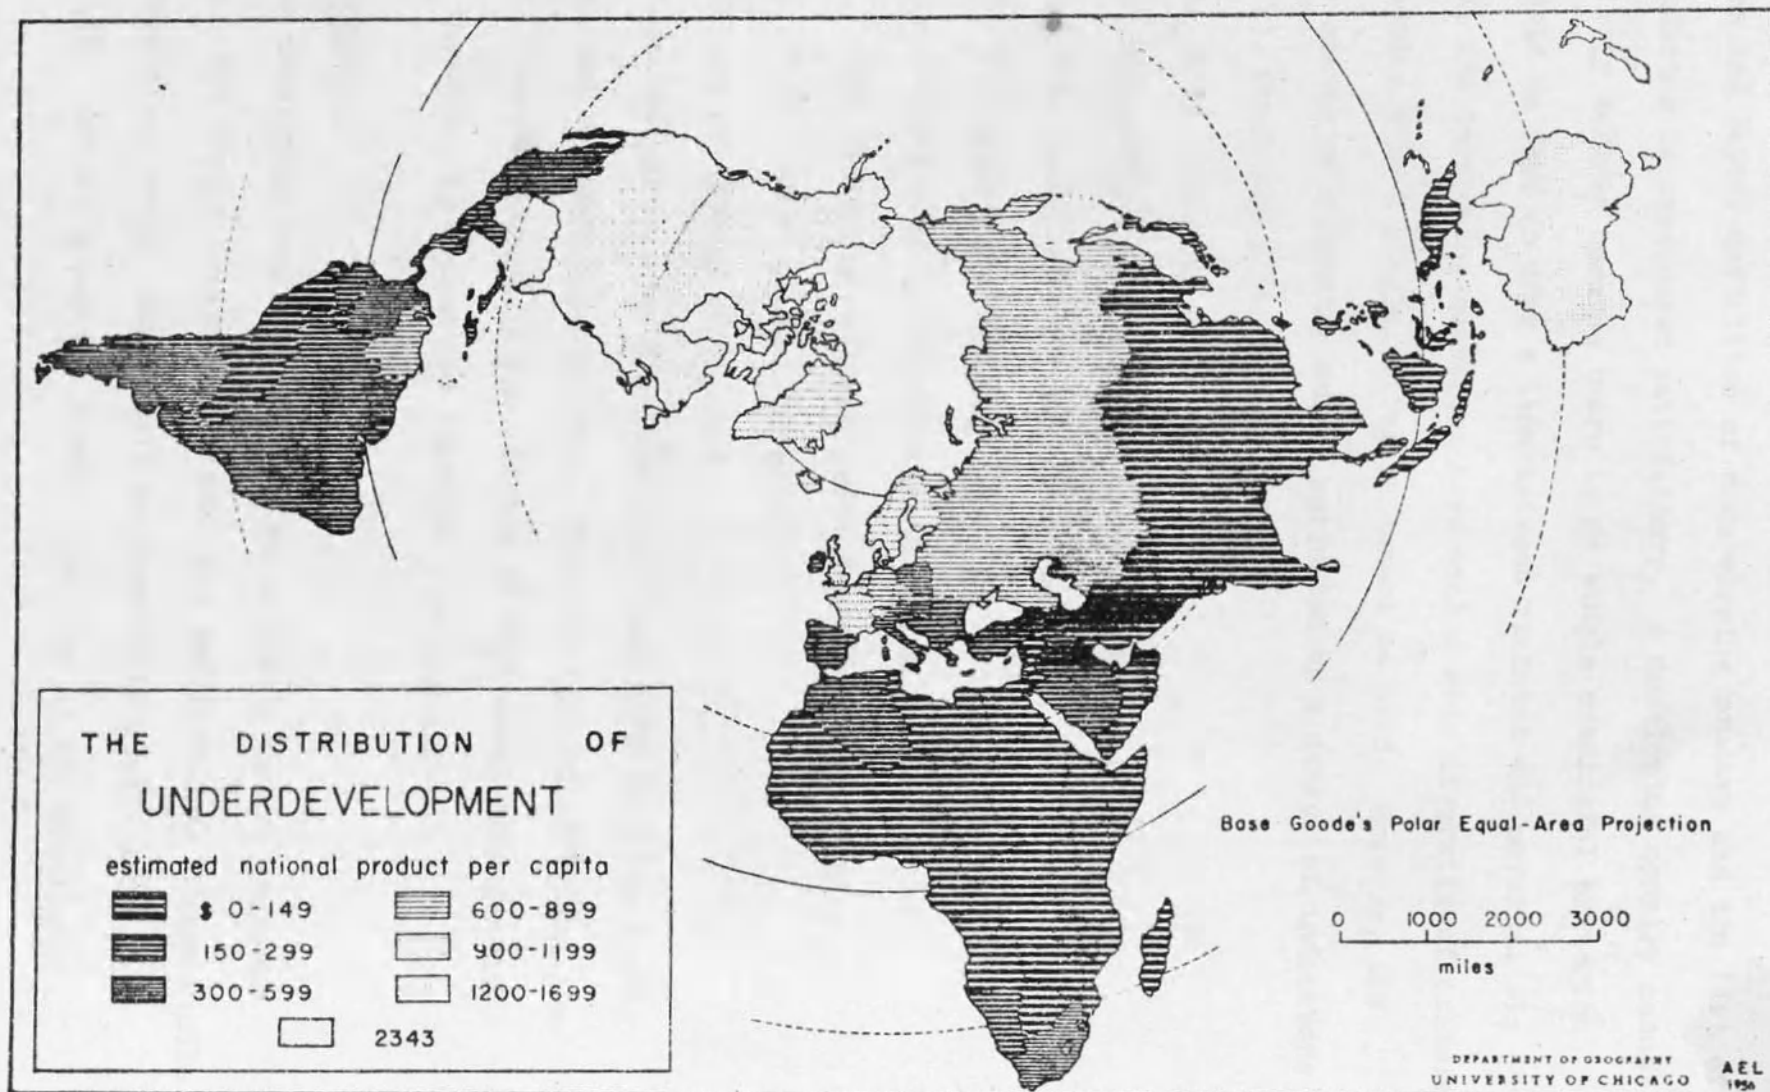 THE DISTRIBUTION OF
UNDERDEVELOPMENT
estimated national product per capita
$ 0-149
150-299
300-599
600-899
900-1199
1200-1699
2343
Base Goode's Polar Equal-Area Projection
0 1000 2000 3000
miles
DEPARTMENT OF GEOGRAPHY
UNIVERSITY OF CHICAGO
AEL
1956